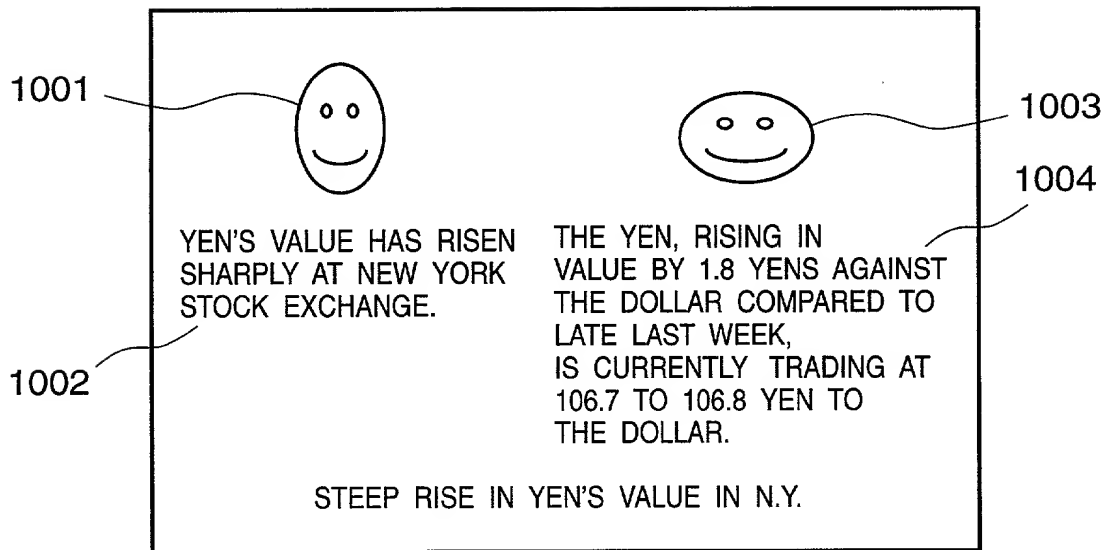 1001
1003
1004
YEN'S VALUE HAS RISEN
SHARPLY AT NEW YORK
STOCK EXCHANGE.
THE YEN, RISING IN
VALUE BY 1.8 YENS AGAINST
THE DOLLAR COMPARED TO
LATE LAST WEEK,
IS CURRENTLY TRADING AT
106.7 TO 106.8 YEN TO
THE DOLLAR.
1002
STEEP RISE IN YEN'S VALUE IN N.Y.